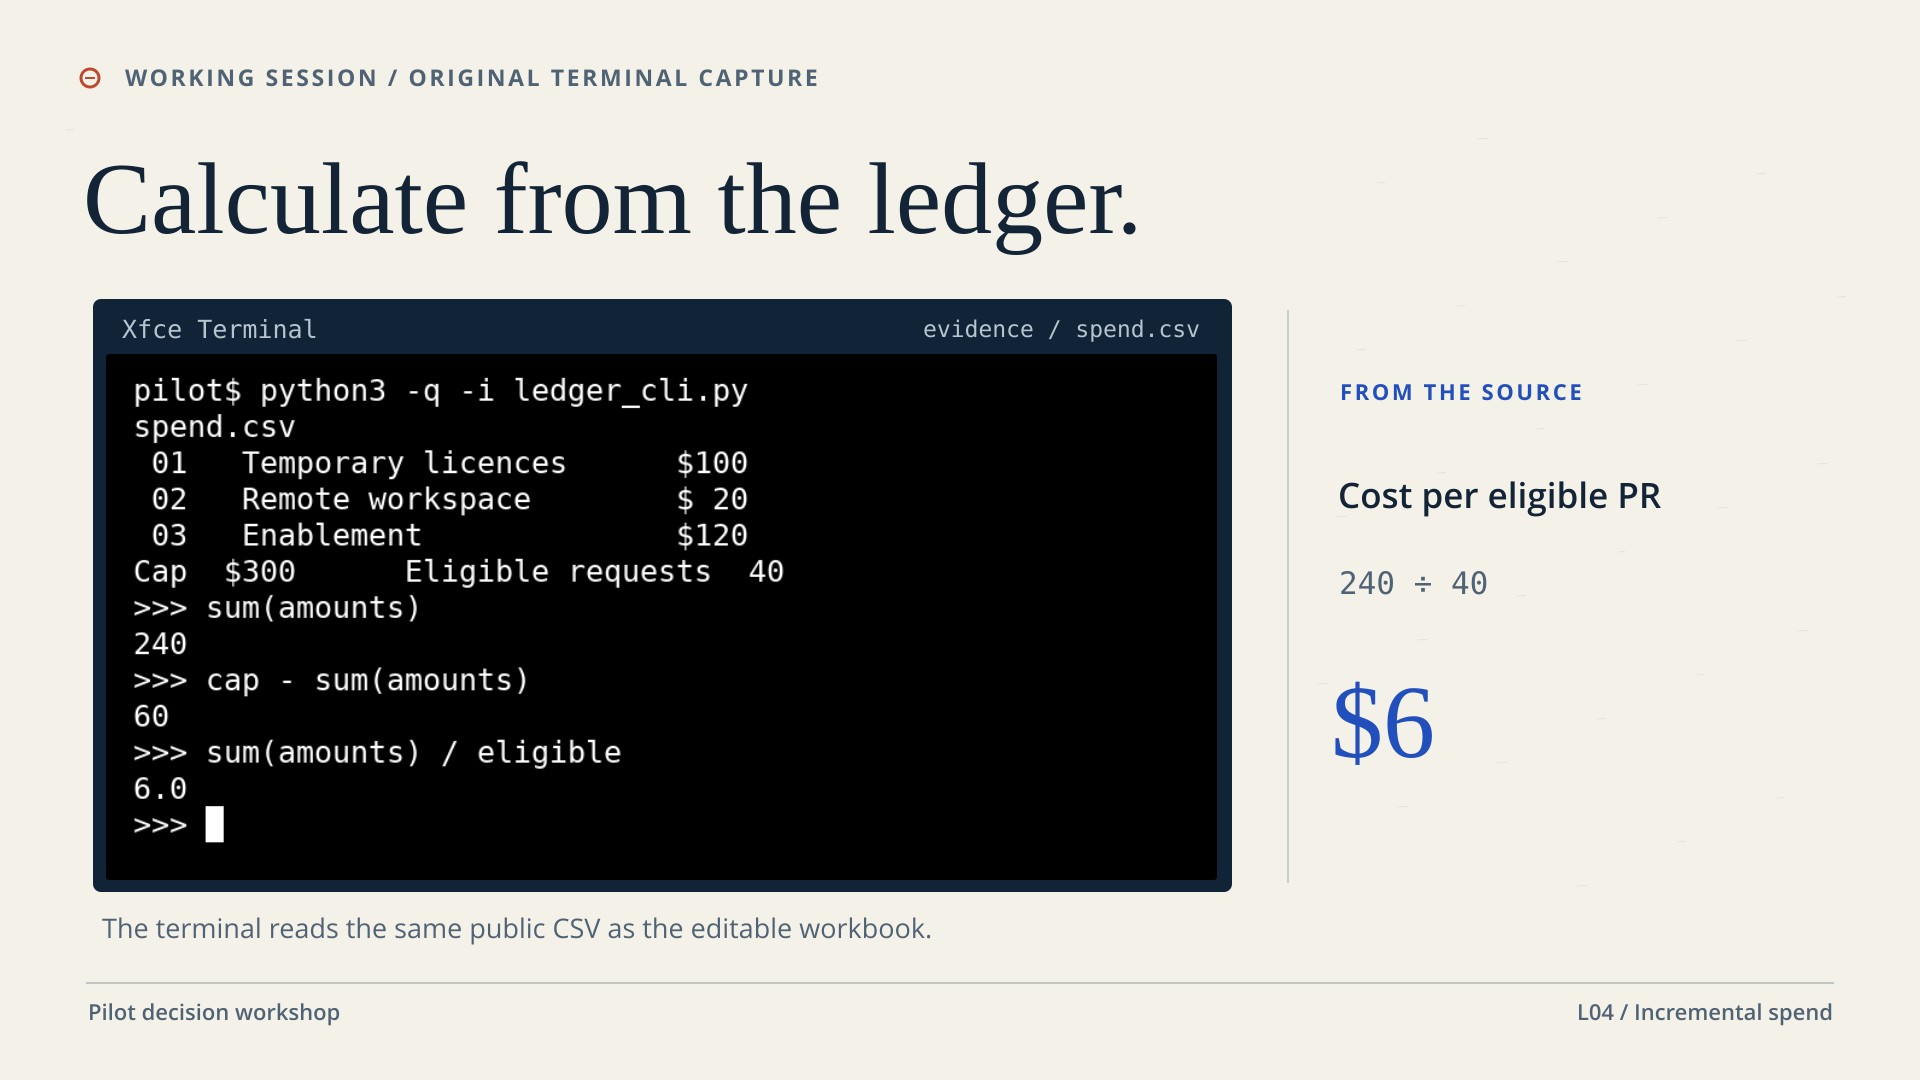 WORKING SESSION / ORIGINAL TERMINAL CAPTURE
Calculate from the ledger.
Xfce Terminal evidence / spend.csv
pilot$ python3 -q -i ledger_cli.py
spend.csv
01 Temporary licences $100
02 Remote workspace $ 20
03 Enablement $120
Cap $300 Eligible requests 40
>>> sum(amounts)
240
>>> cap - sum(amounts)
60
>>> sum(amounts) / eligible
6.0
>>>
The terminal reads the same public CSV as the editable workbook.
FROM THE SOURCE
Cost per eligible PR
240 ÷ 40
$6
Pilot decision workshop
L04 / Incremental spend